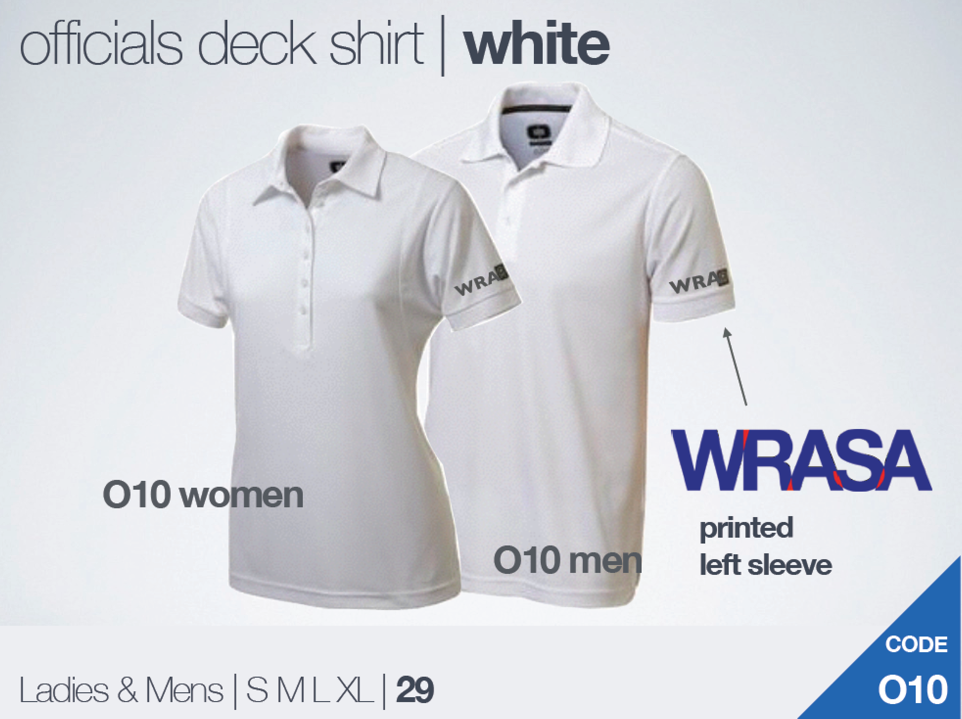 officials deck shirt | white
WRA
WRA
WRASA
O10 women
printed
left sleeve
O10 men
CODE
O10
Ladies & Mens | S M L XL | 29